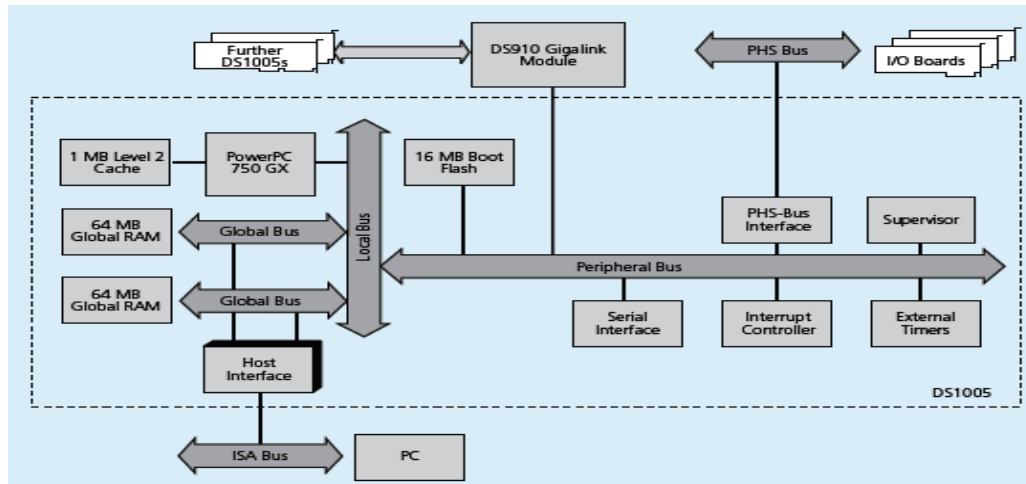 Further
DS1005s
DS910 Gigalink
Module
PHS Bus
I/O Boards
1 MB Level 2
Cache
PowerPC
750 GX
16 MB Boot
Flash
Local Bus
64 MB
Global RAM
Global Bus
PHS-Bus
Interface
Supervisor
Peripheral Bus
64 MB
Global RAM
Global Bus
Serial
Interface
Interrupt
Controller
External
Timers
Host
Interface
DS1005
ISA Bus
PC